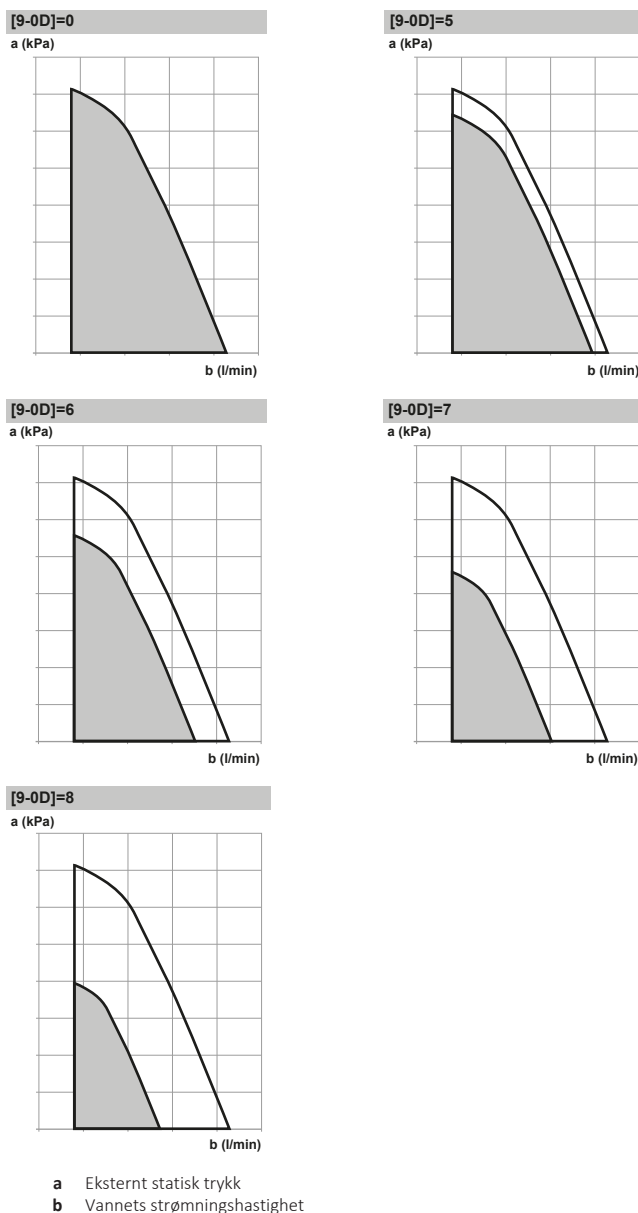 [9-0D]=0
a (kPa)
b (l/min)
[9-0D]=5
a (kPa)
b (l/min)
[9-0D]=6
a (kPa)
b (l/min)
[9-0D]=7
a (kPa)
b (l/min)
[9-0D]=8
a (kPa)
b (l/min)
a Eksternt statisk trykk
b Vannets strømningshastighet